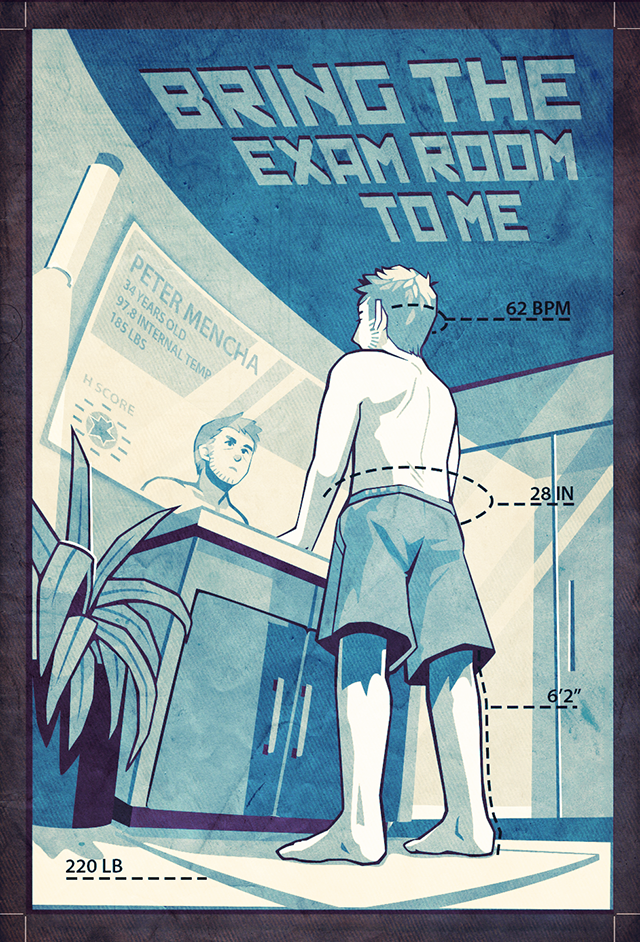 BRING THE
EXAM ROOM
TO ME
PETER MENCHA
34 YEARS OLD
97.8 INTERNAL TEMP
185 LBS
H SCORE
62 BPM
28 IN
6'2"
220 LB